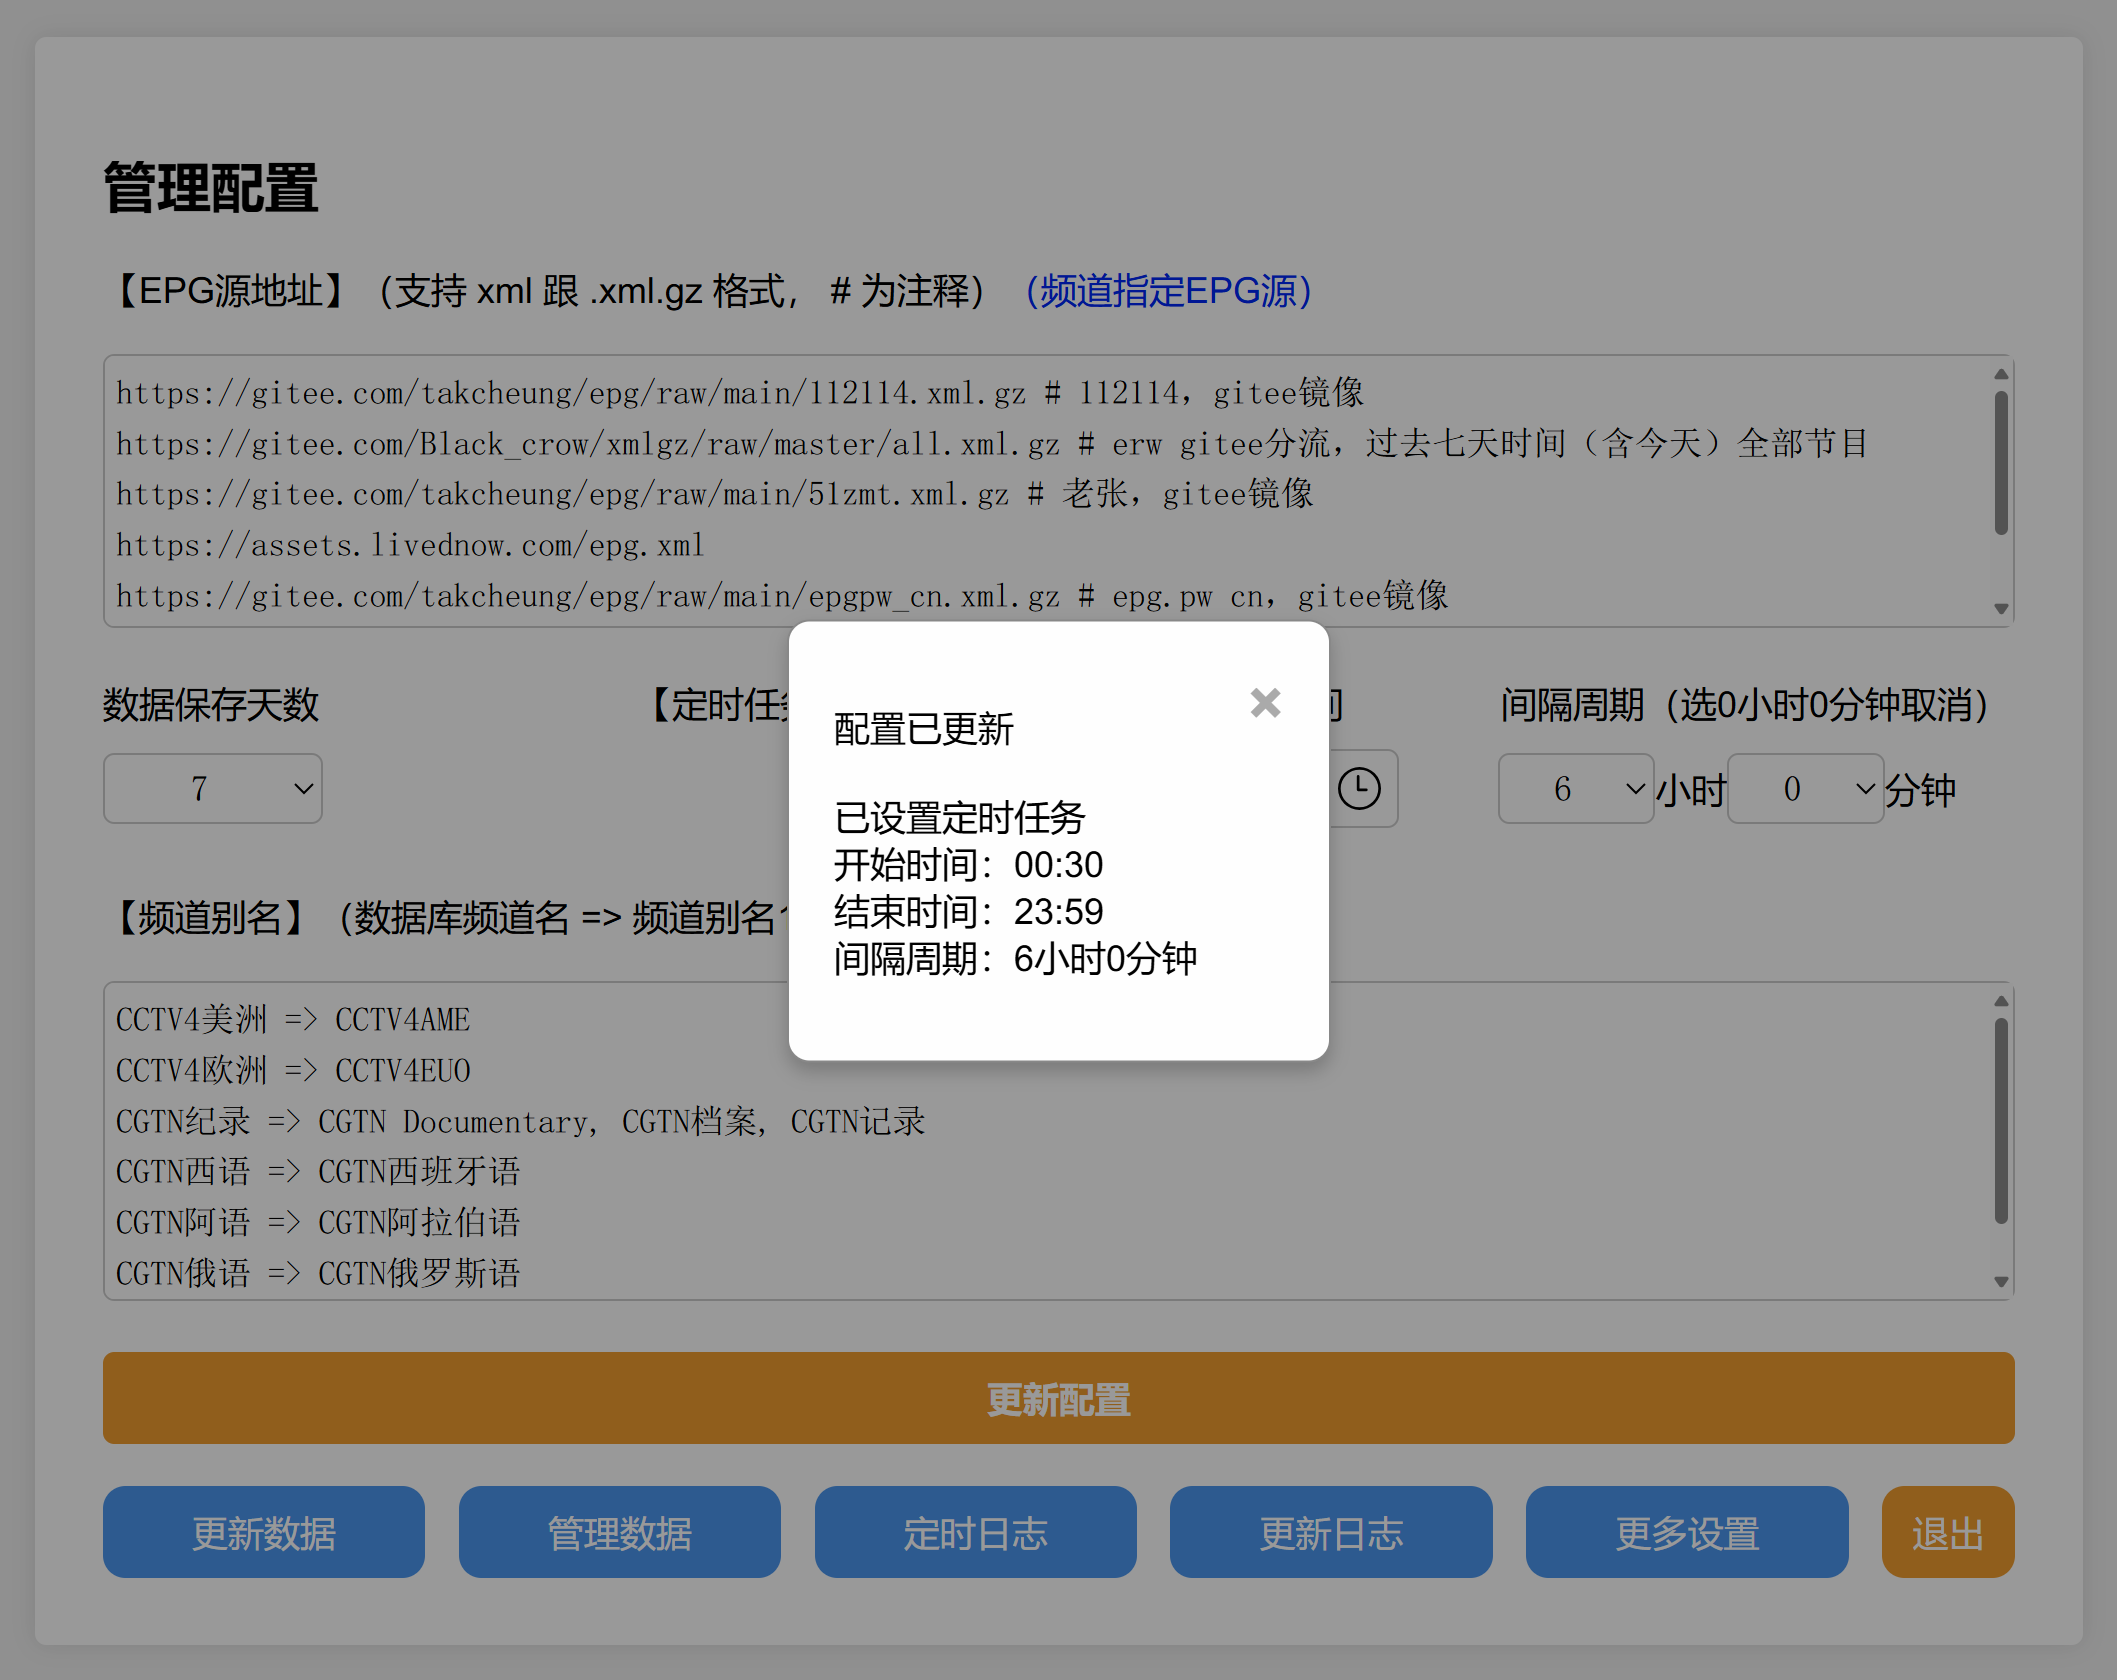 管理配置
【EPG源地址】（支持 xml 跟 .xml.gz 格式， # 为注释）（频道指定EPG源）
https://gitee.com/takcheung/epg/raw/main/112114.xml.gz # 112114，gitee镜像
https://gitee.com/Black_crow/xmlgz/raw/master/all.xml.gz # erw gitee分流，过去七天时间（含今天）全部节目
https://gitee.com/takcheung/epg/raw/main/51zmt.xml.gz # 老张，gitee镜像
https://assets.livednow.com/epg.xml
https://gitee.com/takcheung/epg/raw/main/epgpw_cn.xml.gz # epg.pw cn，gitee镜像
数据保存天数 【定时任 间隔周期（选0小时0分钟取消）
7 6 小时 0 分钟
配置已更新
已设置定时任务
开始时间：00:30
结束时间：23:59
间隔周期：6小时0分钟
【频道别名】（数据库频道名 => 频道别名
CCTV4美洲 => CCTV4AME
CCTV4欧洲 => CCTV4EUO
CGTN纪录 => CGTN Documentary, CGTN档案, CGTN记录
CGTN西语 => CGTN西班牙语
CGTN阿语 => CGTN阿拉伯语
CGTN俄语 => CGTN俄罗斯语
更新配置
更新数据 管理数据 定时日志 更新日志 更多设置 退出